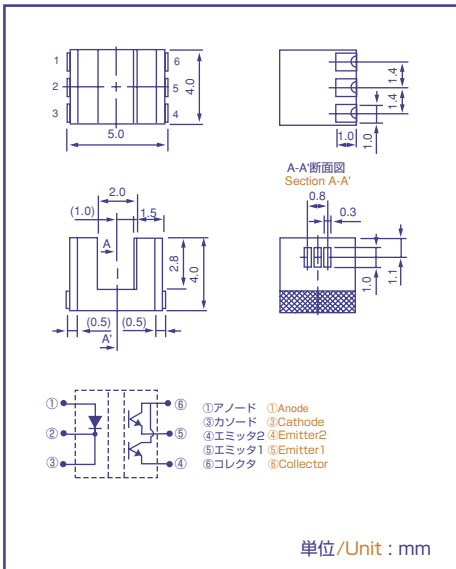 1
2
3
6
5
4
4.0
5.0
1.4
1.4
1.0
1.0
A-A'断面図
Section A-A'
2.0
(1.0)
1.5
A
2.8
4.0
(0.5)
(0.5)
A'
0.8
0.3
1.0
1.1
①
②
③
⑥
⑤
④
①アノード ①Anode
③カソード ③Cathode
④エミッタ2 ④Emitter2
⑤エミッタ1 ⑤Emitter1
⑥コレクタ ⑥Collector
単位/Unit : mm